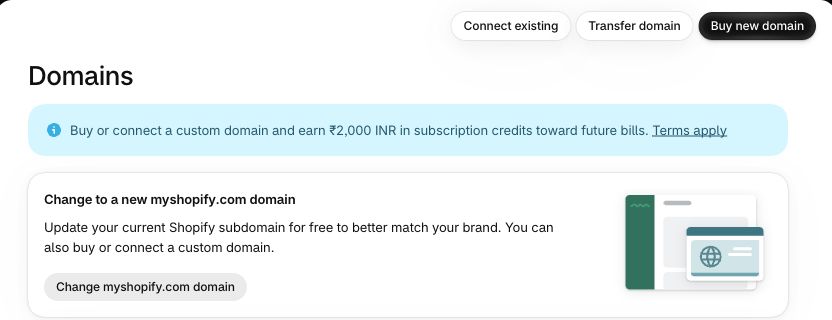 Connect existing
Transfer domain
Buy new domain
Domains
Buy or connect a custom domain and earn ₹2,000 INR in subscription credits toward future bills. Terms apply
Change to a new myshopify.com domain
Update your current Shopify subdomain for free to better match your brand. You can
also buy or connect a custom domain.
Change myshopify.com domain